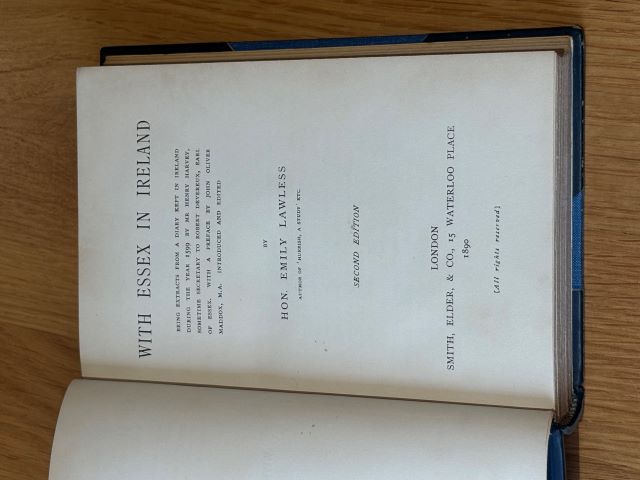 WITH ESSEX IN IRELAND
BEING EXTRACTS FROM A DIARY KEPT IN IRELAND
DURING THE YEAR 1599 BY MR HENRY HARVEY,
SOMETIME SECRETARY TO ROBERT DEVEREUX, EARL
OF ESSEX. WITH A PREFACE BY JOHN OLIVER
MADDOX, M.A. INTRODUCED AND EDITED
BY
HON. EMILY LAWLESS
AUTHOR OF 'HURRISH, A STUDY' ETC.
SECOND EDITION
LONDON
SMITH, ELDER, & CO., 15 WATERLOO PLACE
1890
[All rights reserved]